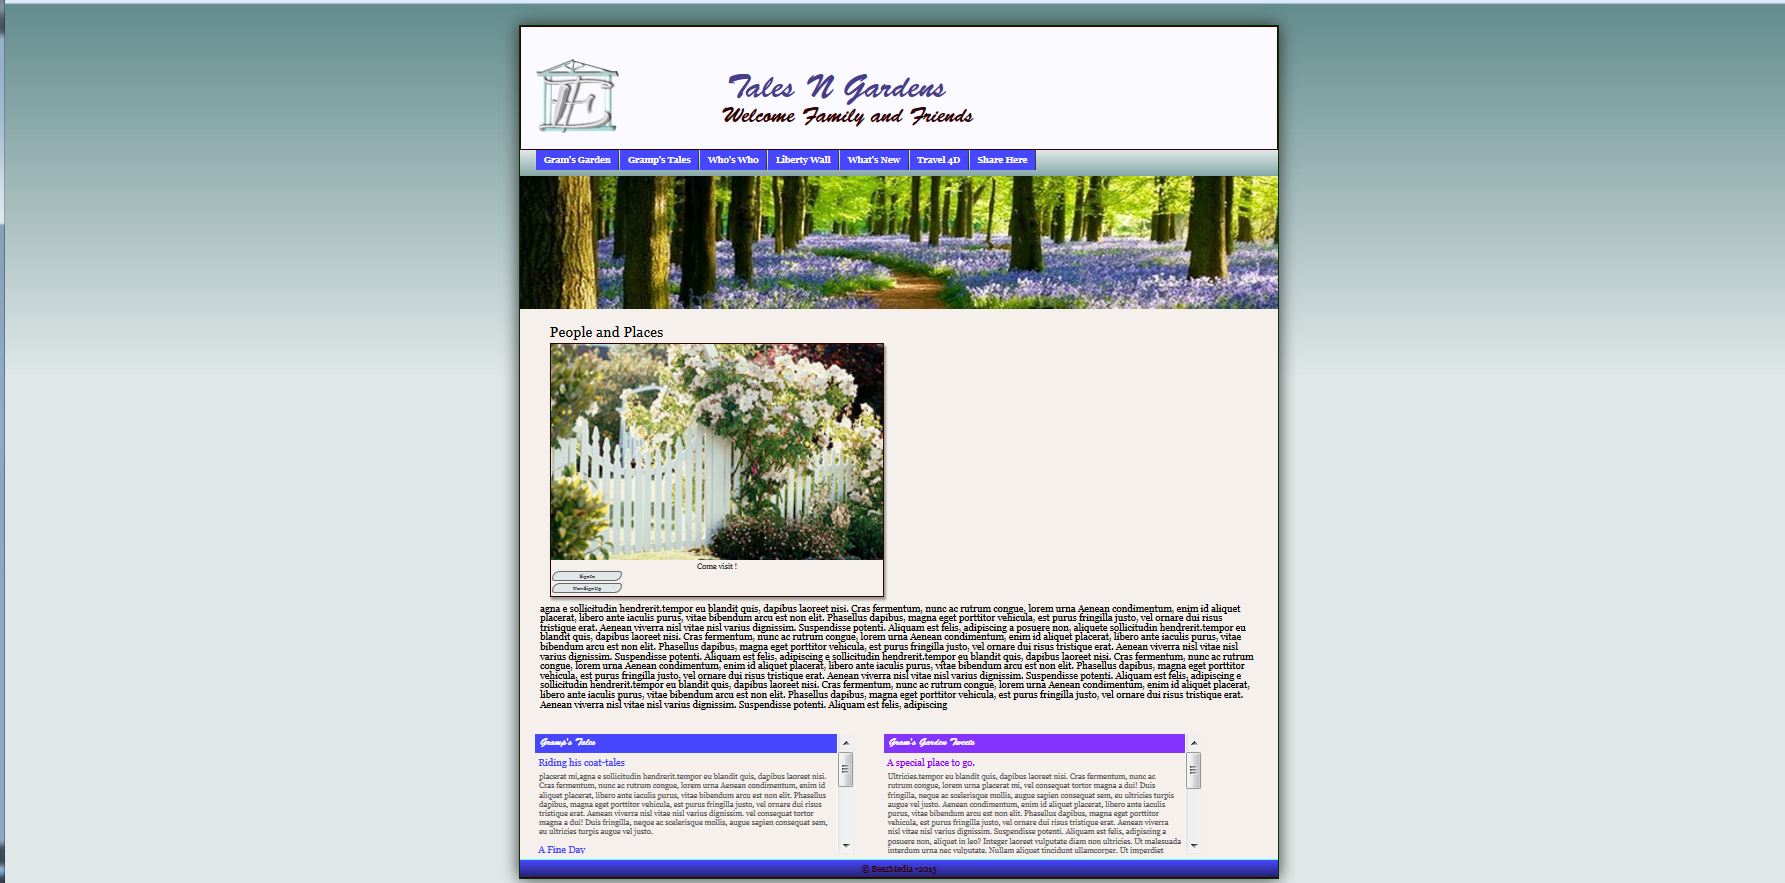 Tales N Gardens
Welcome Family and Friends
Gram's Garden Gramp's Tales Who's Who Liberty Wall What's New Travel 4D Share Here
People and Places
Come visit !
Sign In
New Sign Up
agna e sollicitudin hendrerit.tempor eu blandit quis, dapibus laoreet nisi. Cras fermentum, nunc ac rutrum congue, lorem urna Aenean condimentum, enim id aliquet
placerat, libero ante iaculis purus, vitae bibendum arcu est non elit. Phasellus dapibus, magna eget porttitor vehicula, est purus fringilla justo, vel ornare dui risus
tristique erat. Aenean viverra nisl vitae nisl varius dignissim. Suspendisse potenti. Aliquam est felis, adipiscing a posuere non, aliquete sollicitudin hendrerit.tempor eu
blandit quis, dapibus laoreet nisi. Cras fermentum, nunc ac rutrum congue, lorem urna Aenean condimentum, enim id aliquet placerat, libero ante iaculis purus, vitae
bibendum arcu est non elit. Phasellus dapibus, magna eget porttitor vehicula, est purus fringilla justo, vel ornare dui risus tristique erat. Aenean viverra nisl vitae nisl
varius dignissim. Suspendisse potenti. Aliquam est felis, adipiscing e sollicitudin hendrerit.tempor eu blandit quis, dapibus laoreet nisi. Cras fermentum, nunc ac rutrum
congue, lorem urna Aenean condimentum, enim id aliquet placerat, libero ante iaculis purus, vitae bibendum arcu est non elit. Phasellus dapibus, magna eget porttitor
vehicula, est purus fringilla justo, vel ornare dui risus tristique erat. Aenean viverra nisl vitae nisl varius dignissim. Suspendisse potenti. Aliquam est felis, adipiscing e
sollicitudin hendrerit.tempor eu blandit quis, dapibus laoreet nisi. Cras fermentum, nunc ac rutrum congue, lorem urna Aenean condimentum, enim id aliquet placerat,
libero ante iaculis purus, vitae bibendum arcu est non elit. Phasellus dapibus, magna eget porttitor vehicula, est purus fringilla justo, vel ornare dui risus tristique erat.
Aenean viverra nisl vitae nisl varius dignissim. Suspendisse potenti. Aliquam est felis, adipiscing
Gramp's Tales
Riding his coat-tales
placerat mi,agna e sollicitudin hendrerit.tempor eu blandit quis, dapibus laoreet nisi.
Cras fermentum, nunc ac rutrum congue, lorem urna Aenean condimentum, enim id
aliquet placerat, libero ante iaculis purus, vitae bibendum arcu est non elit. Phasellus
dapibus, magna eget porttitor vehicula, est purus fringilla justo, vel ornare dui risus
tristique erat. Aenean viverra nisl vitae nisl varius dignissim. vel consequat tortor
magna a dui! Duis fringilla, neque ac scelerisque mollis, augue sapien consequat sem,
eu ultricies turpis augue vel justo.
A Fine Day
Gram's Garden Tweets
A special place to go.
Ultricies.tempor eu blandit quis, dapibus laoreet nisi. Cras fermentum, nunc ac
rutrum congue, lorem urna placerat mi, vel consequat tortor magna a dui! Duis
fringilla, neque ac scelerisque mollis, augue sapien consequat sem, eu ultricies turpis
augue vel justo. Aenean condimentum, enim id aliquet placerat, libero ante iaculis
purus, vitae bibendum arcu est non elit. Phasellus dapibus, magna eget porttitor
vehicula, est purus fringilla justo, vel ornare dui risus tristique erat. Aenean viverra
nisl vitae nisl varius dignissim. Suspendisse potenti. Aliquam est felis, adipiscing a
posuere non, aliquet in leo? Integer laoreet vulputate diam non ultricies. Ut malesuada
interdum urna nec vulputate. Nullam aliquet tincidunt ullamcorper. Ut imperdiet
© BeezMedia •2015